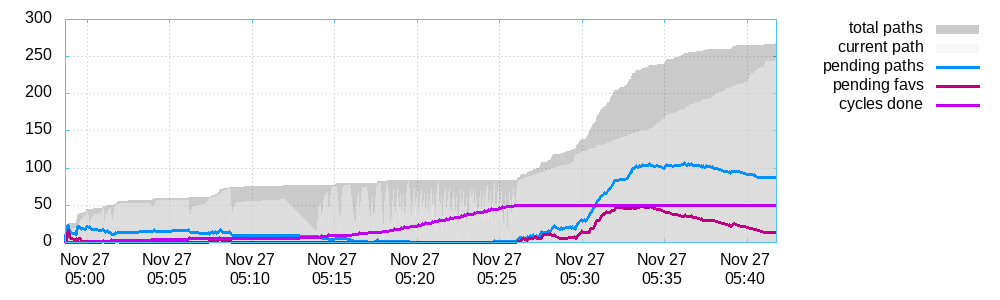 300
250
200
150
100
50
0
Nov 27 Nov 27 Nov 27 Nov 27 Nov 27 Nov 27 Nov 27 Nov 27 Nov 27
05:00 05:05 05:10 05:15 05:20 05:25 05:30 05:35 05:40
total paths
current path
pending paths
pending favs
cycles done